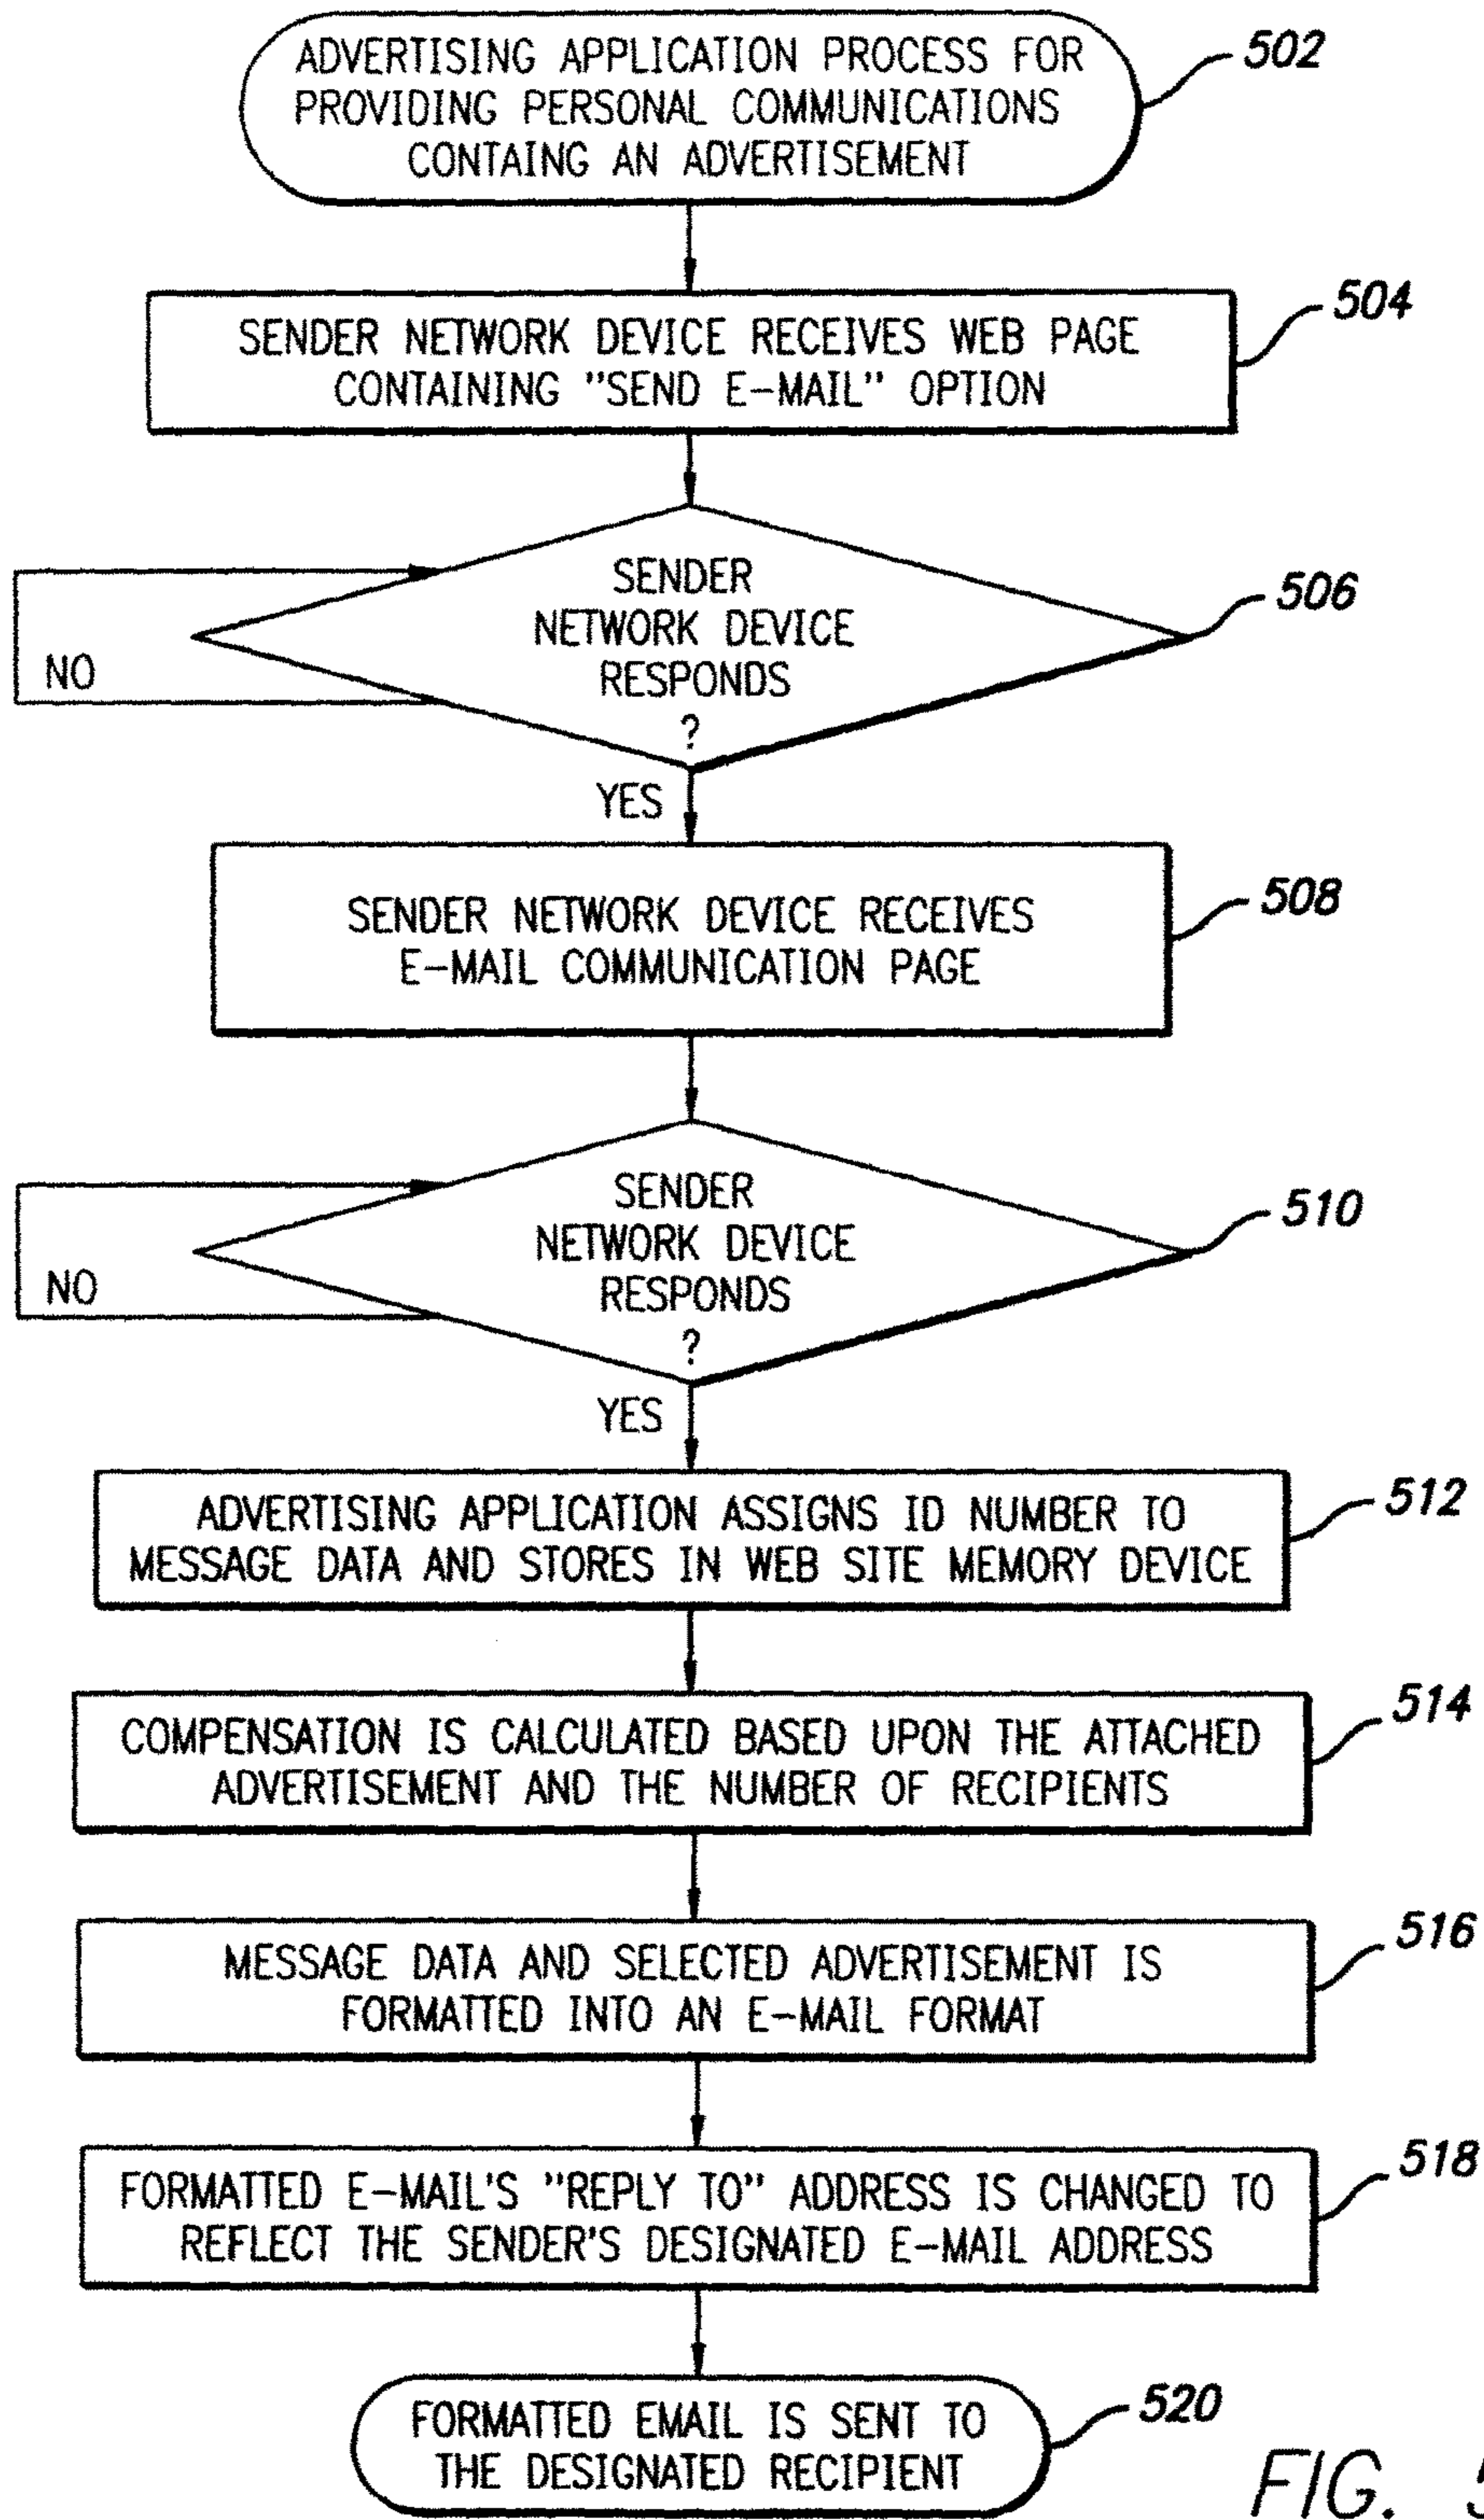 ADVERTISING APPLICATION PROCESS FOR
PROVIDING PERSONAL COMMUNICATIONS
CONTAING AN ADVERTISEMENT
502
SENDER NETWORK DEVICE RECEIVES WEB PAGE
CONTAINING "SEND E-MAIL" OPTION
504
SENDER
NETWORK DEVICE
RESPONDS
?
506
NO
YES
SENDER NETWORK DEVICE RECEIVES
E-MAIL COMMUNICATION PAGE
508
SENDER
NETWORK DEVICE
RESPONDS
?
510
NO
YES
ADVERTISING APPLICATION ASSIGNS ID NUMBER TO
MESSAGE DATA AND STORES IN WEB SITE MEMORY DEVICE
512
COMPENSATION IS CALCULATED BASED UPON THE ATTACHED
ADVERTISEMENT AND THE NUMBER OF RECIPIENTS
514
MESSAGE DATA AND SELECTED ADVERTISEMENT IS
FORMATTED INTO AN E-MAIL FORMAT
516
FORMATTED E-MAIL'S "REPLY TO" ADDRESS IS CHANGED TO
REFLECT THE SENDER'S DESIGNATED E-MAIL ADDRESS
518
FORMATTED EMAIL IS SENT TO
THE DESIGNATED RECIPIENT
520
FIG. 5